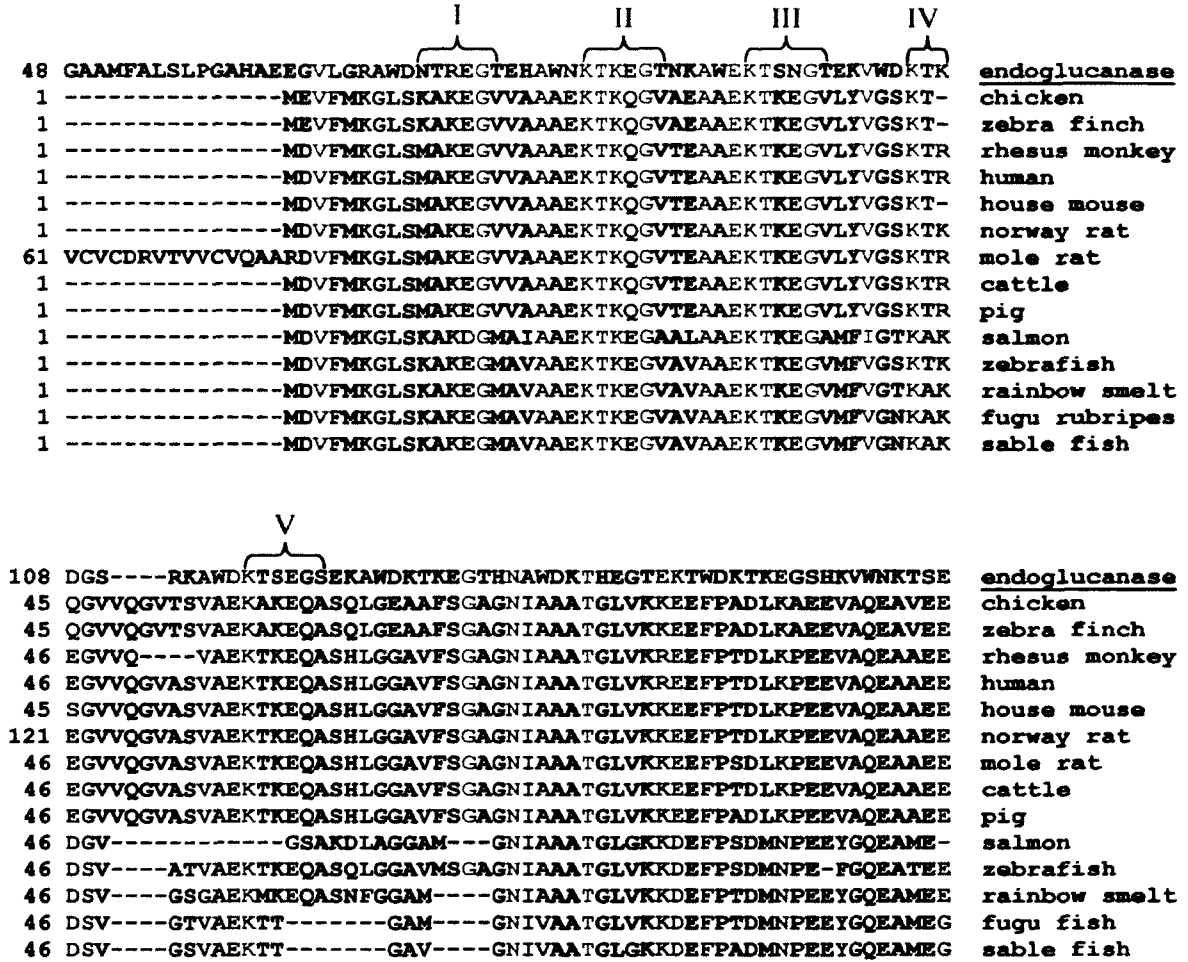 I II III IV
48 GAAMFALSLPGAHAEEGVLGRAWDNTREGTEHAWNKTKEGTNKAWEKTSNGTEKVWDKTK endoglucanase
1 ---------------MEVFMKGLSKAKEGVVAAAEKTKQGVAEAAEKTKEGVLYVGSKT- chicken
1 ---------------MEVFMKGLSKAKEGVVAAAEKTKQGVAEAAEKTKEGVLYVGSKT- zebra finch
1 ---------------MDVFMKGLSMAKEGVVAAAEKTKQGVTEAAEKTKEGVLYVGSKTR rhesus monkey
1 ---------------MDVFMKGLSMAKEGVVAAAEKTKQGVTEAAEKTKEGVLYVGSKTR human
1 ---------------MDVFMKGLSMAKEGVVAAAEKTKQGVTEAAEKTKEGVLYVGSKT- house mouse
1 ---------------MDVFMKGLSMAKEGVVAAAEKTKQGVTEAAEKTKEGVLYVGSKTR norway rat
61 VCVCDRVTVVCVQAARDVFMKGLSMAKEGVVAAAEKTKQGVTEAAEKTKEGVLYVGSKTR mole rat
1 ---------------MDVFMKGLSMAKEGVVAAAEKTKQGVTEAAEKTKEGVLYVGSKTR cattle
1 ---------------MDVFMKGLSMAKEGVVAAAEKTKQGVTEAAEKTKEGVLYVGSKTR pig
1 ---------------MDVFMKGLSKAKDGMAIAAEKTKEGAALAAEKTKEGAMFIGTKAK salmon
1 ---------------MDVFMKGLSKAKEGMAVAAEKTKEGVAVAAEKTKEGVMFVGSKTK zebrafish
1 ---------------MDVFMKGLSKAKEGMAVAAEKTKEGVAVAAEKTKEGVMFVGTKAK rainbow smelt
1 ---------------MDVFMKGLSKAKEGMAVAAEKTKEGVAVAAEKTKEGVMFVGNKAK fugu rubripes
1 ---------------MDVFMKGLSKAKEGMAVAAEKTKEGVAVAAEKTKEGVMFVGNKAK sable fish
V
108 DGS----RKAWDKTSEGSEKAWDKTKEGTHNAWDKTHEGTEKTWDKTKEGSHKVWNKTSE endoglucanase
45 QGVVQGVTSVAEKAKEQASQLGEAAFSGAGNIAAATGLVKKEEFPADLKAEEVAQEAVEE chicken
45 QGVVQGVTSVAEKAKEQASQLGEAAFSGAGNIAAATGLVKKEEFPADLKAEEVAQEAVEE zebra finch
46 EGVVQ----VAEKTKEQASHLGGAVFSGAGNIAAATGLVKREEFPTDLKPEEVAQEAAEE rhesus monkey
46 EGVVQGVASVAEKTKEQASHLGGAVFSGAGNIAAATGLVKREEFPTDLKPEEVAQEAAEE human
45 SGVVQGVASVAEKTKEQASHLGGAVFSGAGNIAAATGLVKKEEFPTDLKPEEVAQEAAEE house mouse
121 EGVVQGVASVAEKTKEQASHLGGAVFSGAGNIAAATGLVKKEEFPTDLKPEEVAQEAAEE norway rat
46 EGVVQGVASVAEKTKEQASHLGGAVFSGAGNIAAATGLVKKEEFPSDLKPEEVAQEAAEE mole rat
46 EGVVQGVASVAEKTKEQASHLGGAVFSGAGNIAAATGLVKKEEFPTDLKPEEVAQEAAEE cattle
46 EGVVQGVASVAEKTKEQASHLGGAVFSGAGNIAAATGLVKKEEFPADLKPEEVAQEAAEE pig
46 DGV------------GSAKDLAGGAM---GNIAAATGLGKKDEFPSDMNPEEYGQEAME- salmon
46 DSV----ATVAEKTKEQASQLGGAVMSGAGNIAAATGLVKKDEFPSDMNPE-FGQEATEE zebrafish
46 DSV----GSGAEKMKEQASNFGGAM----GNIAAATGLVKKDEFPTDMNPEEYGQEAMEE rainbow smelt
46 DSV----GTVAEKTT-------GAM----GNIVAATGLVKKDEFPTDMNPEEYGQEAMEG fugu fish
46 DSV----GSVAEKTT-------GAV----GNIVAATGLGKKDEFPADMNPEEYGQEAMEG sable fish